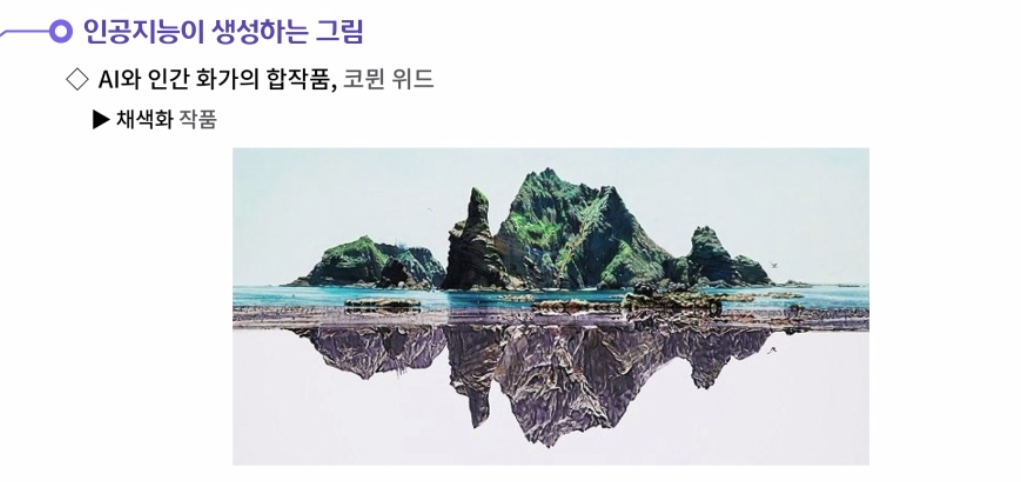 인공지능이 생성하는 그림
◇ AI와 인간 화가의 합작품, 코뮌 위드
▶ 채색화 작품